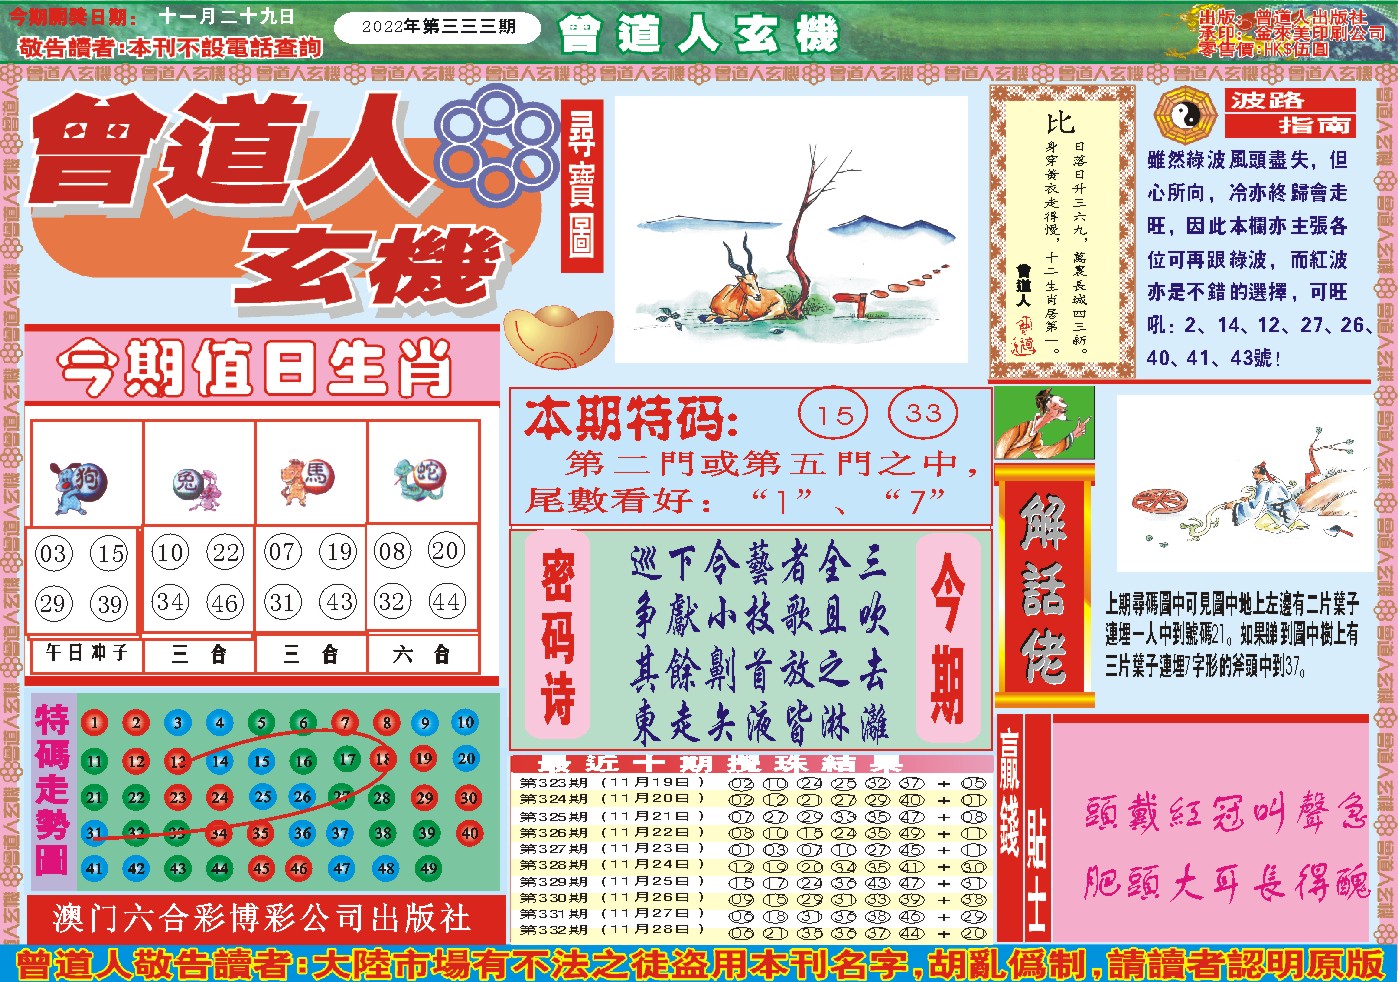 今期開獎日期： 十一月二十九日
敬告讀者:本刊不設電話查詢
2022年第三三三期
曾道人玄機
出版：曾道人出版社
承印：金來美印刷公司
零售價:HK$伍圓
曾道人
玄機
尋寶圖
比
日落日升三六九，萬裏長城四三新。
身穿黃衣走得慢，十二生肖居第一。
曾道人
波路
指南
雖然綠波風頭盡失，但
心所向，冷亦終歸會走
旺，因此本欄亦主張各
位可再跟綠波，而紅波
亦是不錯的選擇，可旺
吼：2、14、12、27、26、
40、41、43號！
今期值日生肖
狗 兔 馬 蛇
03 15 10 22 07 19 08 20
29 39 34 46 31 43 32 44
午日冲子 三合 三合 六合
本期特码: 15 33
第二門或第五門之中，
尾數看好：“1”、“7”
密码诗
巡下令藝者全三
争獻小技歌且吹
其餘劇首放之去
東走矣液皆淋灕
今期
解話佬
上期尋碼圖中可見圖中地上左邊有二片葉子
連埋一人中到號碼21。如果睇到圖中樹上有
三片葉子連埋7字形的斧頭中到37。
特碼走勢圖
1 2 3 4 5 6 7 8 9 10
11 12 13 14 15 16 17 18 19 20
21 22 23 24 25 26 27 28 29 30
31 32 33 34 35 36 37 38 39 40
41 42 43 44 45 46 47 48 49
澳门六合彩博彩公司出版社
最近十期攪珠結果
第323期（11月19日） 02 10 24 25 32 37 + 05
第324期（11月20日） 02 12 21 27 29 40 + 01
第325期（11月21日） 07 27 29 33 35 47 + 08
第326期（11月22日） 08 10 15 24 35 49 + 11
第327期（11月23日） 01 03 07 10 27 45 + 11
第328期（11月24日） 12 19 20 34 35 41 + 30
第329期（11月25日） 15 17 24 36 43 47 + 31
第330期（11月26日） 09 15 29 31 33 39 + 38
第331期（11月27日） 06 18 31 36 38 46 + 29
第332期（11月28日） 06 21 35 36 37 44 + 20
贏錢
貼士
頭戴紅冠叫聲急
肥頭大耳長得醜
曾道人敬告讀者:大陸市場有不法之徒盜用本刊名字,胡亂僞制,請讀者認明原版